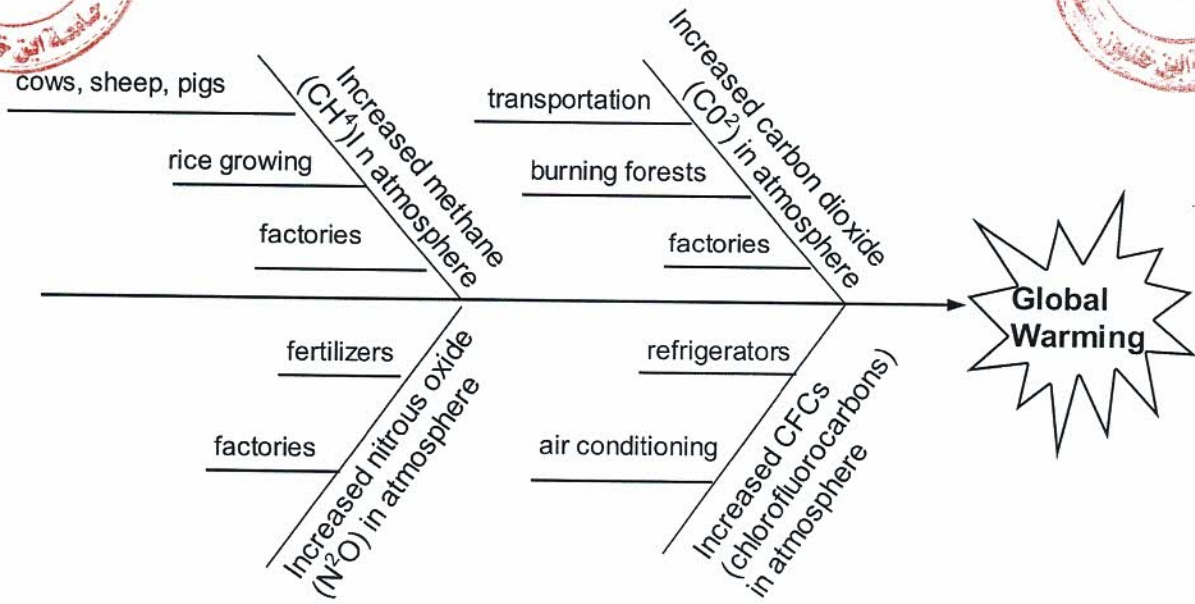 cows, sheep, pigs
rice growing
factories
Increased methane
(CH⁴)I n atmosphere
transportation
burning forests
factories
Increased carbon dioxide
(C0²) in atmosphere
fertilizers
factories
Increased nitrous oxide
(N²O) in atmosphere
refrigerators
air conditioning
Increased CFCs
(chlorofluorocarbons)
in atmosphere
Global
Warming